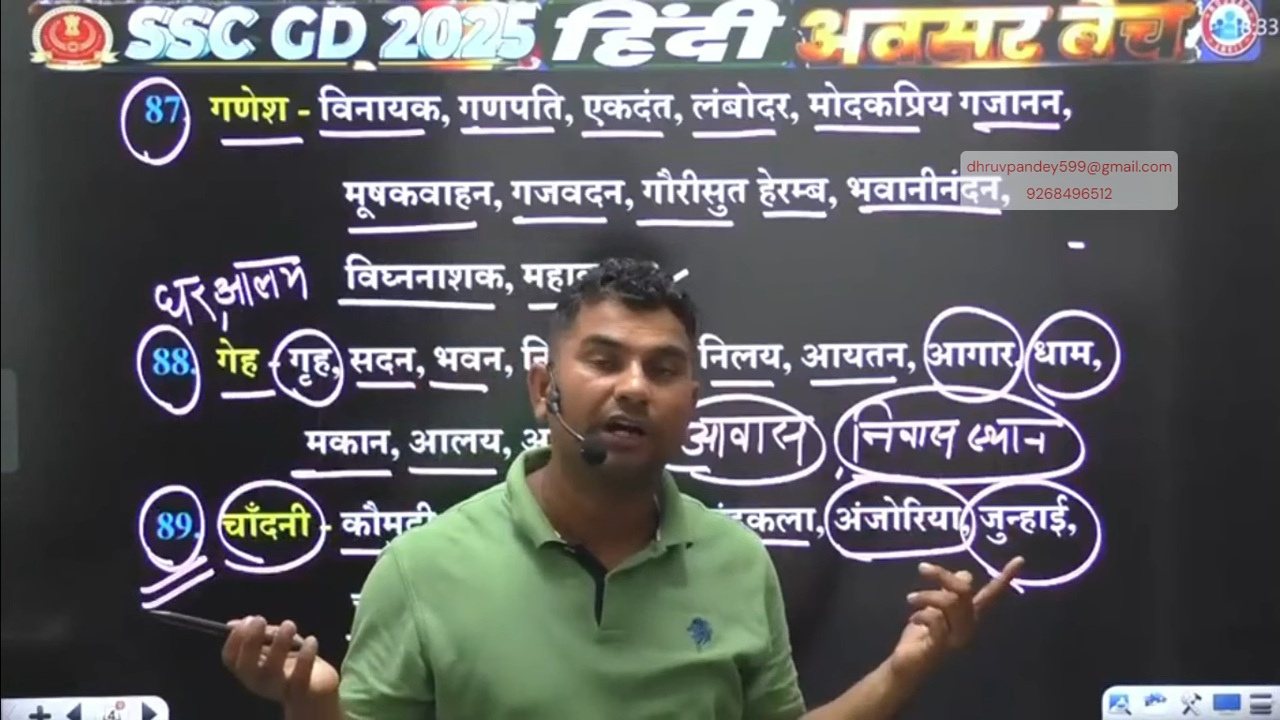 SSC GD 2025 हिंदी अवसर बैच
87. गणेश - विनायक, गणपति, एकदंत, लंबोदर, मोदकप्रिय गजानन,
dhruvpandey599@gmail.com
9268496512
मूषकवाहन, गजवदन, गौरीसुत हेरम्ब, भवानीनंदन,
विघ्ननाशक,
घर,
88. गेह - गृह, सदन, भवन, निलय, आयतन, आगार, धाम,
मकान, आलय, आवास निवास स्थान
89. चाँदनी - अंजोरिया, जुन्हाई,